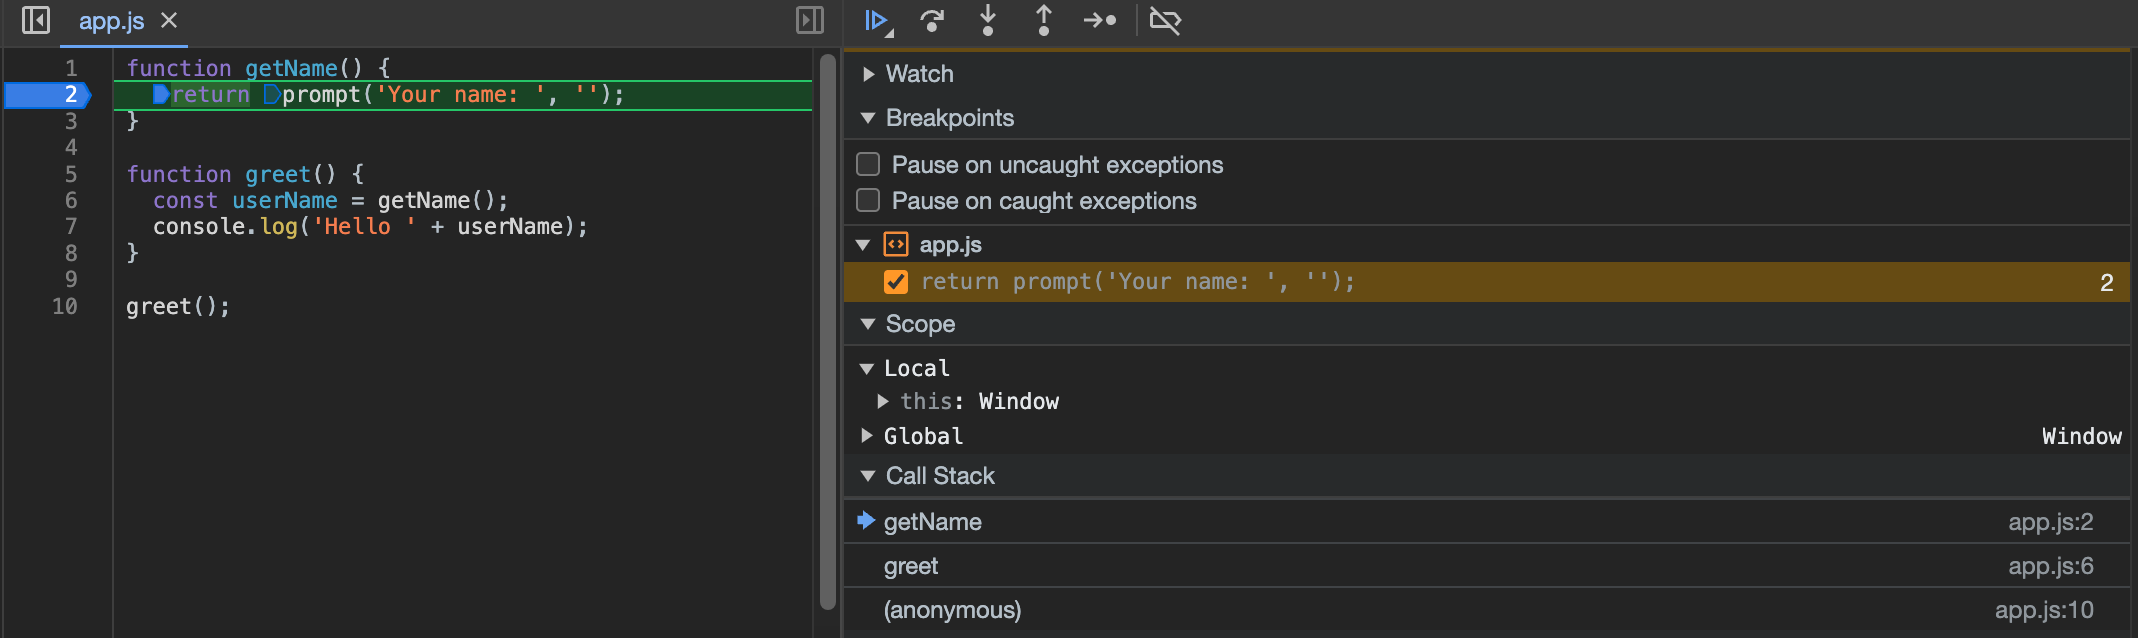 app.js
1 function getName() {
2 return prompt('Your name: ', '');
3 }
4
5 function greet() {
6 const userName = getName();
7 console.log('Hello ' + userName);
8 }
9
10 greet();
Watch
Breakpoints
Pause on uncaught exceptions
Pause on caught exceptions
app.js
return prompt('Your name: ', ''); 2
Scope
Local
this: Window
Global Window
Call Stack
getName app.js:2
greet app.js:6
(anonymous) app.js:10